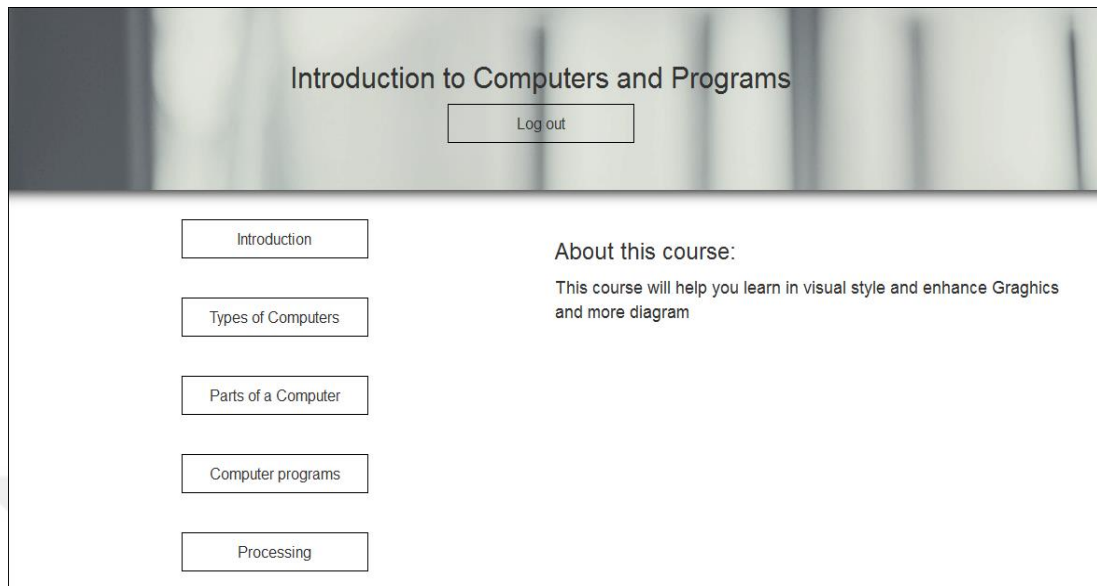 Introduction to Computers and Programs
Log out
Introduction
Types of Computers
Parts of a Computer
Computer programs
Processing
About this course:
This course will help you learn in visual style and enhance Graghics
and more diagram